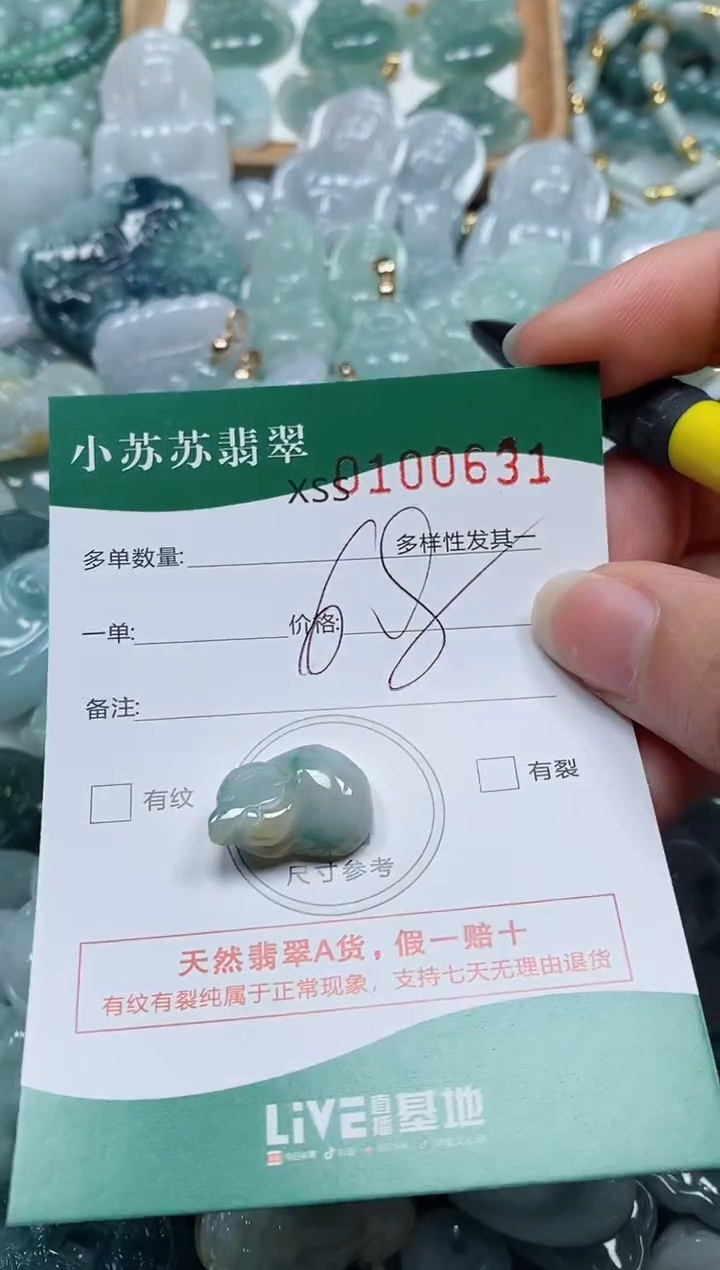 小苏苏翡翠
XSS0100631
多单数量:
多样性发其一
68
一单:
价格:
备注:
有纹
有裂
尺寸参考
天然翡翠A货，假一赔十
有纹有裂纯属于正常现象，支持七天无理由退货
LiVE直播基地